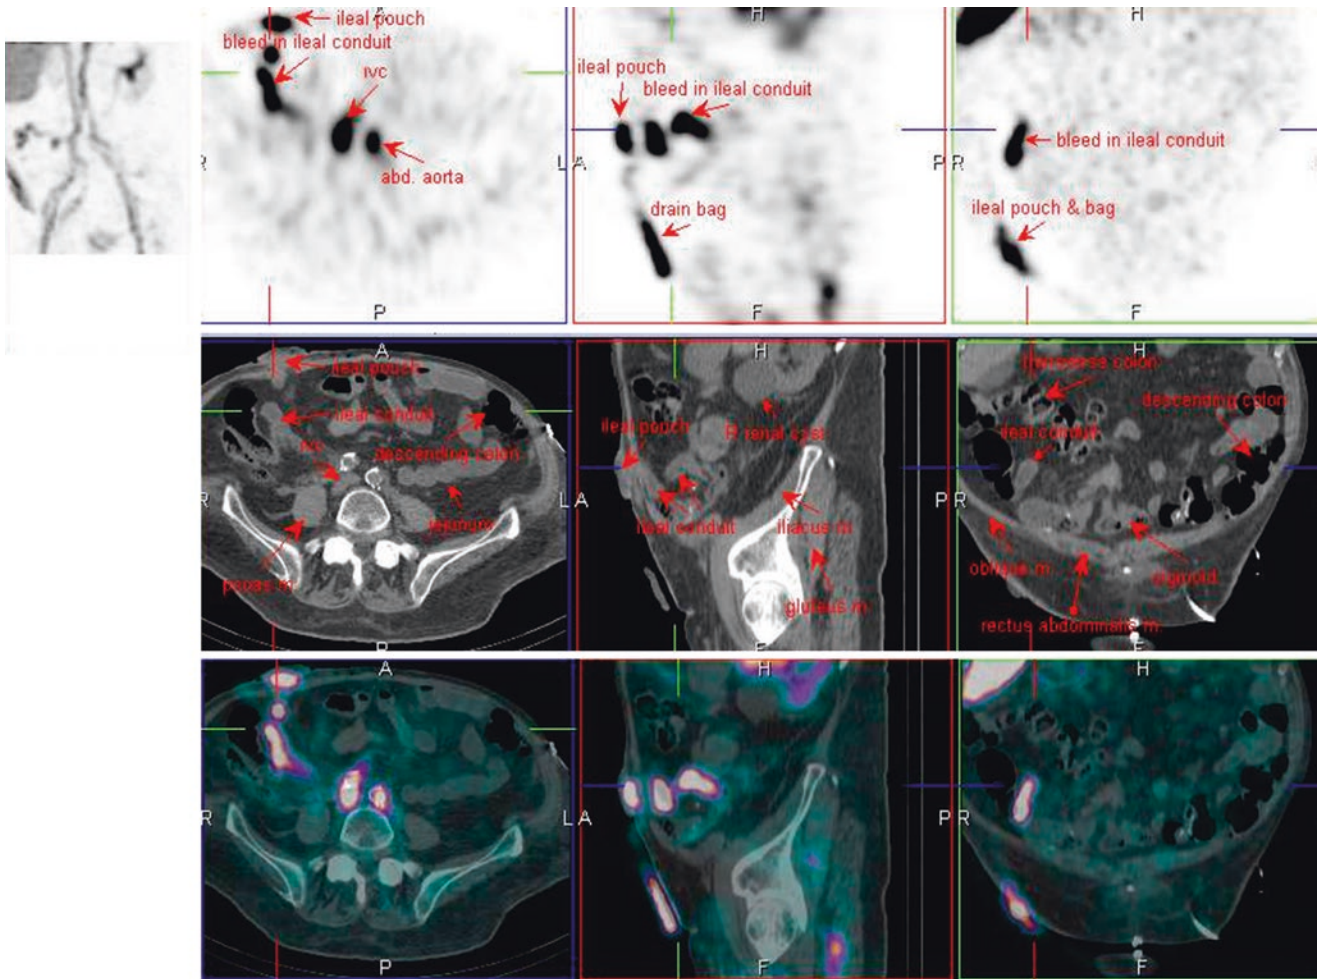 A
ileal pouch
bleed in ileal conduit
IVC
R
L
abd. aorta
P
H
ileal pouch
bleed in ileal conduit
A
P
drain bag
F
H
bleed in ileal conduit
R
L
ileal pouch & bag
F
A
ileal pouch
ileal conduit
descending colon
R
L
jejunum
psoas m.
P
H
ileal pouch
R renal cyst
A
P
ileal conduit
iliacus m.
gluteus m.
F
H
transverse colon
descending colon
ileal conduit
R
oblique m.
sigmoid
rectus abdominalis m.
F
A
R
L
P
H
A
P
F
H
R
F